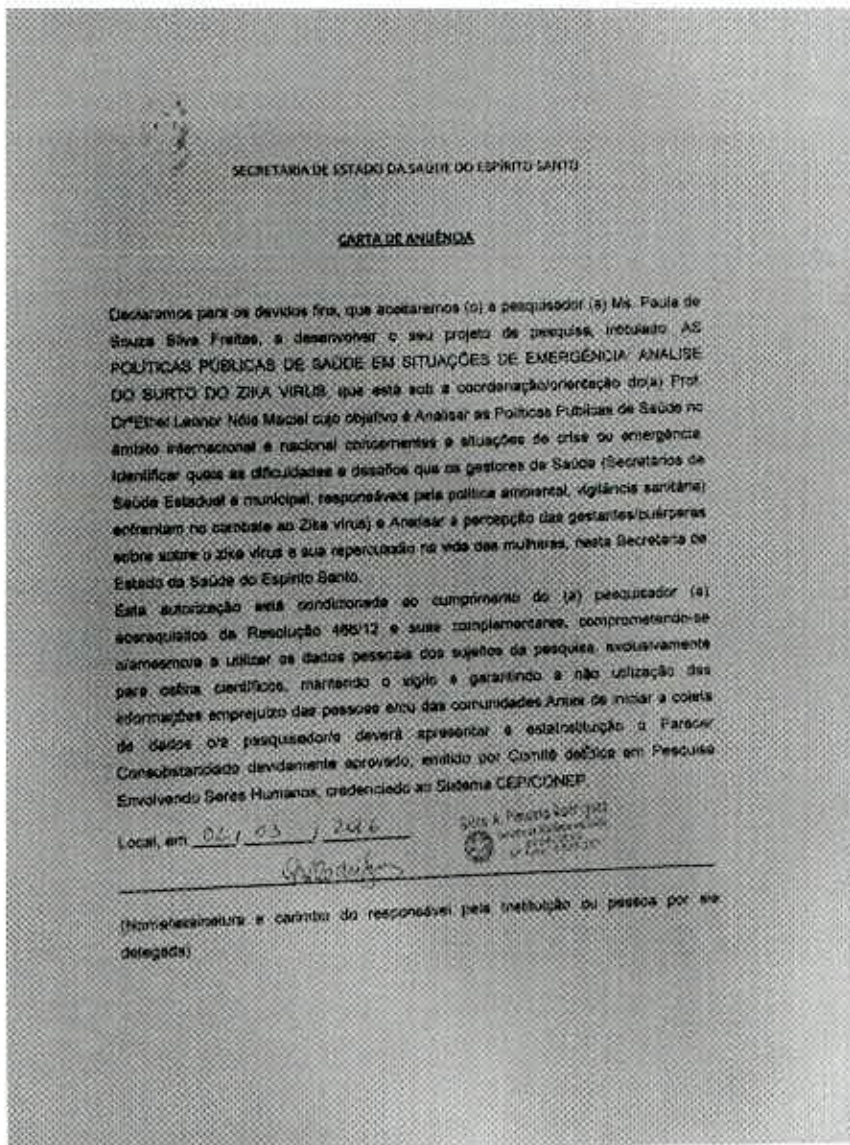 SECRETARIA DE ESTADO DA SAÚDE DO ESPÍRITO SANTO
CARTA DE ANUÊNCIA
Declaramos para os devidos fins, que aceitaremos (o) a pesquisador (a) Ms. Paula de
Souza Silva Freitas, a desenvolver o seu projeto de pesquisa, intitulado AS
POLÍTICAS PÚBLICAS DE SAÚDE EM SITUAÇÕES DE EMERGÊNCIA: ANALISE
DO SURTO DO ZIKA VIRUS, que está sob a coordenação/orientação do(a) Prof.
Drª Ethel Leonor Nóia Maciel cujo objetivo é Analisar as Políticas Publicas de Saúde no
âmbito internacional e nacional concernentes a situações de crise ou emergência.
Identificar quais as dificuldades e desafios que os gestores de Saúde (Secretários de
Saúde Estadual e municipal, responsáveis pela política ambiental, vigilância sanitária)
enfrentam no combate ao Zika vírus) e Analisar a percepção das gestantes/puérperas
sobre sobre o zika vírus e sua repercussão na vida das mulheres, nesta Secretaria de
Estado da Saúde do Espírito Santo.
Esta autorização está condicionada ao cumprimento do (a) pesquisador (a)
aosrequisitos da Resolução 466/12 e suas complementares, comprometendo-se
o/amesmo/a a utilizar os dados pessoais dos sujeitos da pesquisa, exclusivamente
para osfins científicos, mantendo o sigilo e garantindo a não utilização das
informações emprejuízo das pessoas e/ou das comunidades.Antes de iniciar a coleta
de dados o/a pesquisador/a deverá apresentar a estaInstituição o Parecer
Consubstanciado devidamente aprovado, emitido por Comitê deÉtica em Pesquisa
Envolvendo Seres Humanos, credenciado ao Sistema CEP/CONEP.
Local, em 02 / 03 / 2016
(Nome/assinatura e carimbo do responsável pela Instituição ou pessoa por ela
delegada)